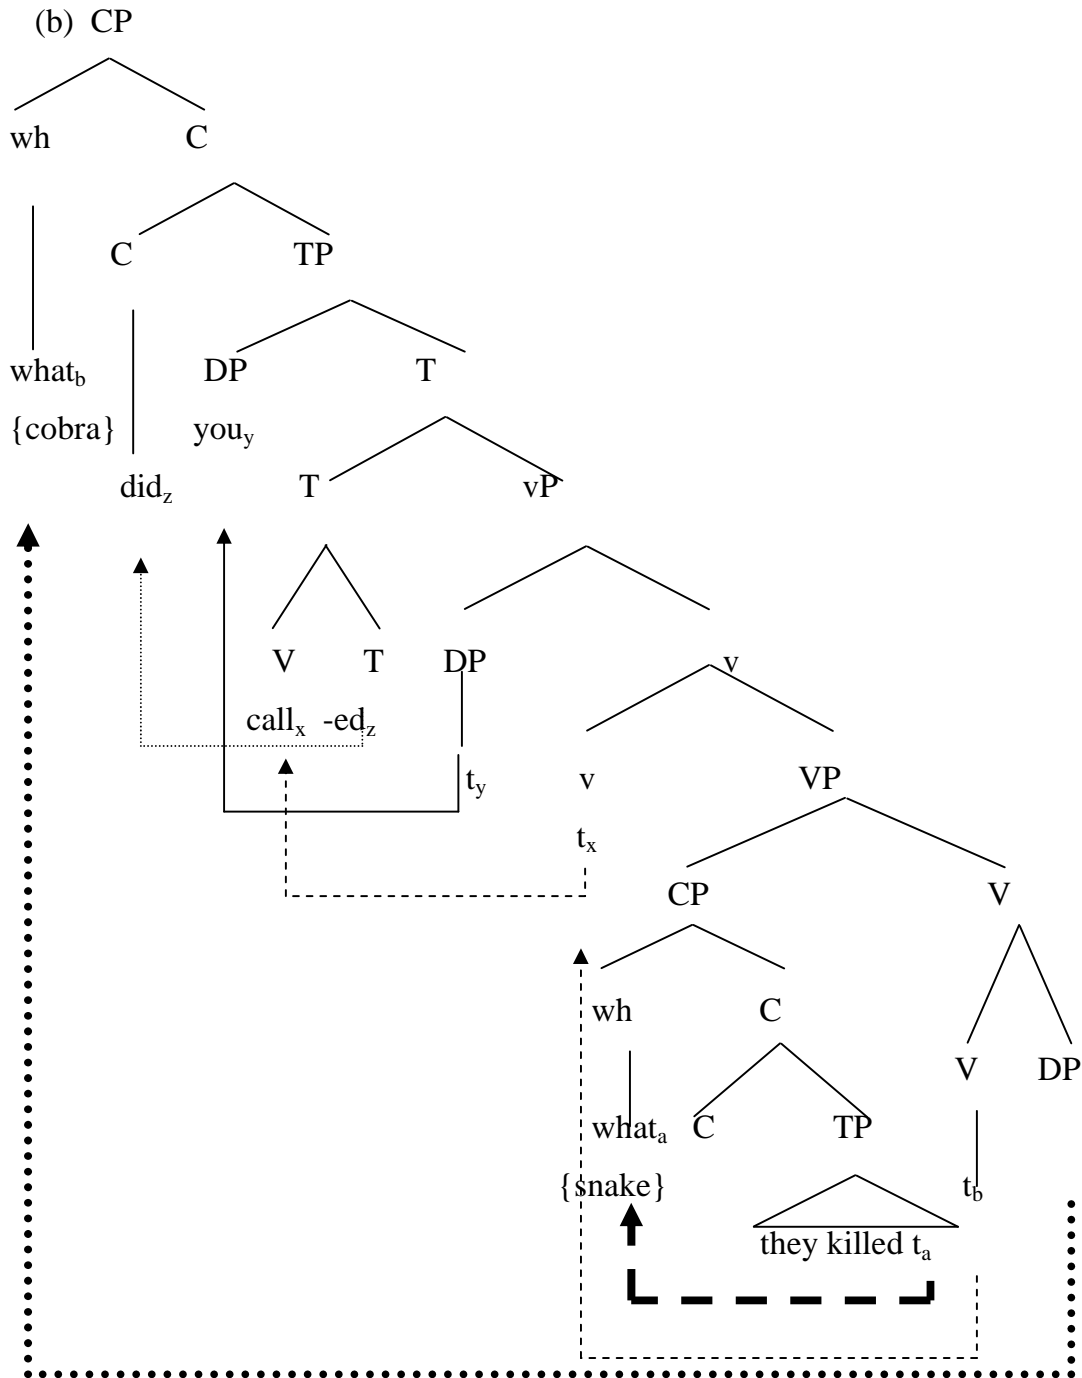 (b) CP
wh C
C TP
what_b DP T
{cobra} you_y
did_z T vP
V T DP v
call_x -ed_z
t_y v VP
t_x
CP V
wh C
V DP
what_a C TP
{snake} t_b
they killed t_a